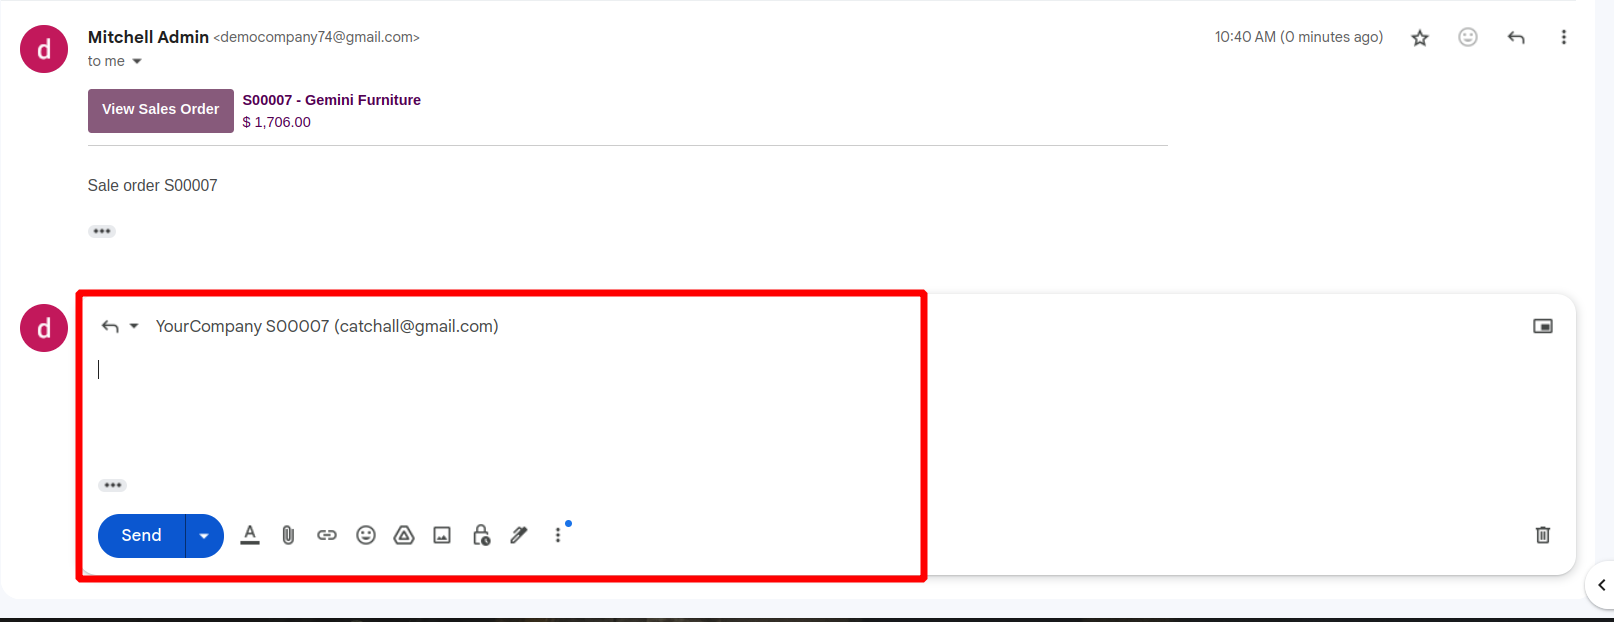 d
Mitchell Admin <democompany74@gmail.com>
10:40 AM (0 minutes ago)
to me
View Sales Order
S00007 - Gemini Furniture
$ 1,706.00
Sale order S00007
d
YourCompany S00007 (catchall@gmail.com)
Send
A